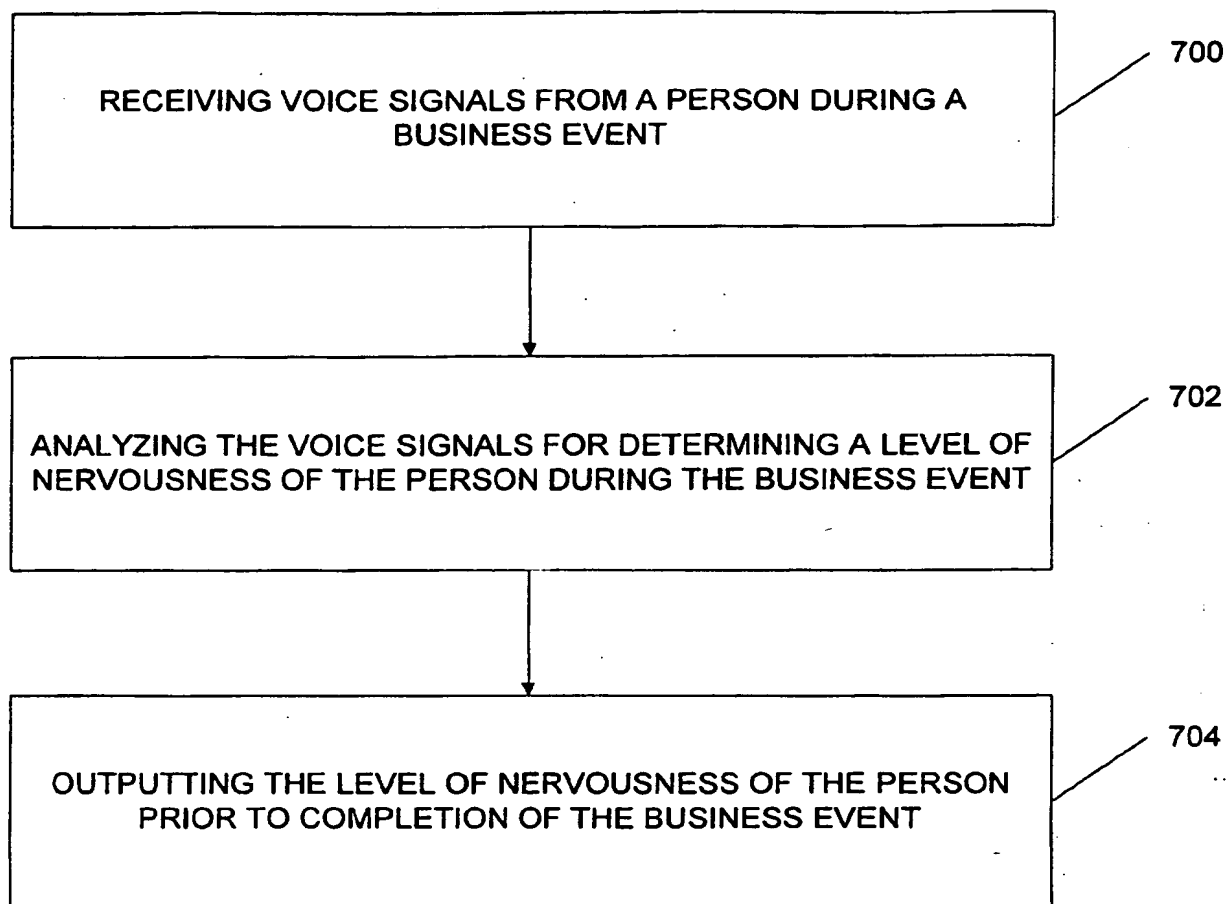 RECEIVING VOICE SIGNALS FROM A PERSON DURING A
BUSINESS EVENT
700
ANALYZING THE VOICE SIGNALS FOR DETERMINING A LEVEL OF
NERVOUSNESS OF THE PERSON DURING THE BUSINESS EVENT
702
OUTPUTTING THE LEVEL OF NERVOUSNESS OF THE PERSON
PRIOR TO COMPLETION OF THE BUSINESS EVENT
704